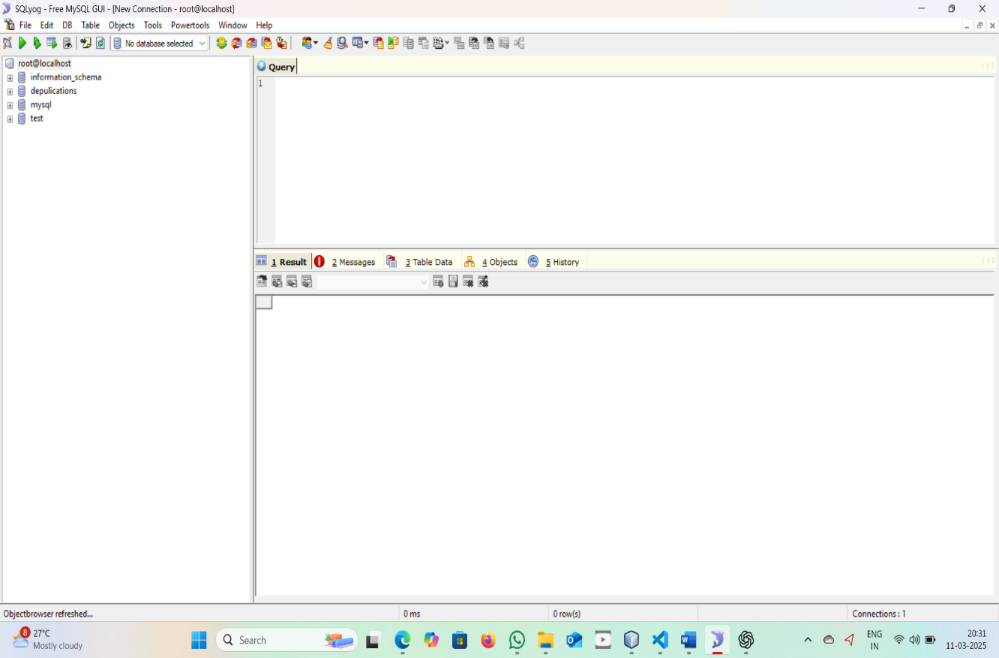 SQLyog - Free MySQL GUI - [New Connection - root@localhost]
File Edit DB Table Objects Tools Powertools Window Help
No database selected
root@localhost
information_schema
depulications
mysql
test
Query
1
1 Result 2 Messages 3 Table Data 4 Objects 5 History
Objectbrowser refreshed... 0 ms 0 row(s) Connections : 1
8 27°C
Mostly cloudy
Search
ENG
IN
20:31
11-03-2025